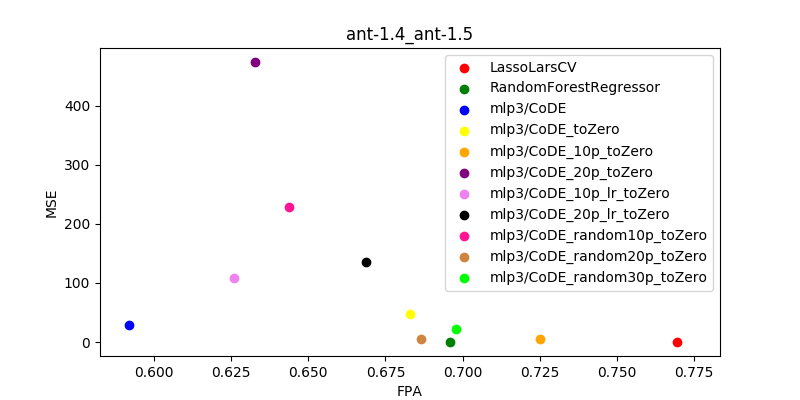 ant-1.4_ant-1.5
MSE
400
300
200
100
0
LassoLarsCV
RandomForestRegressor
mlp3/CoDE
mlp3/CoDE_toZero
mlp3/CoDE_10p_toZero
mlp3/CoDE_20p_toZero
mlp3/CoDE_10p_lr_toZero
mlp3/CoDE_20p_lr_toZero
mlp3/CoDE_random10p_toZero
mlp3/CoDE_random20p_toZero
mlp3/CoDE_random30p_toZero
0.600 0.625 0.650 0.675 0.700 0.725 0.750 0.775
FPA